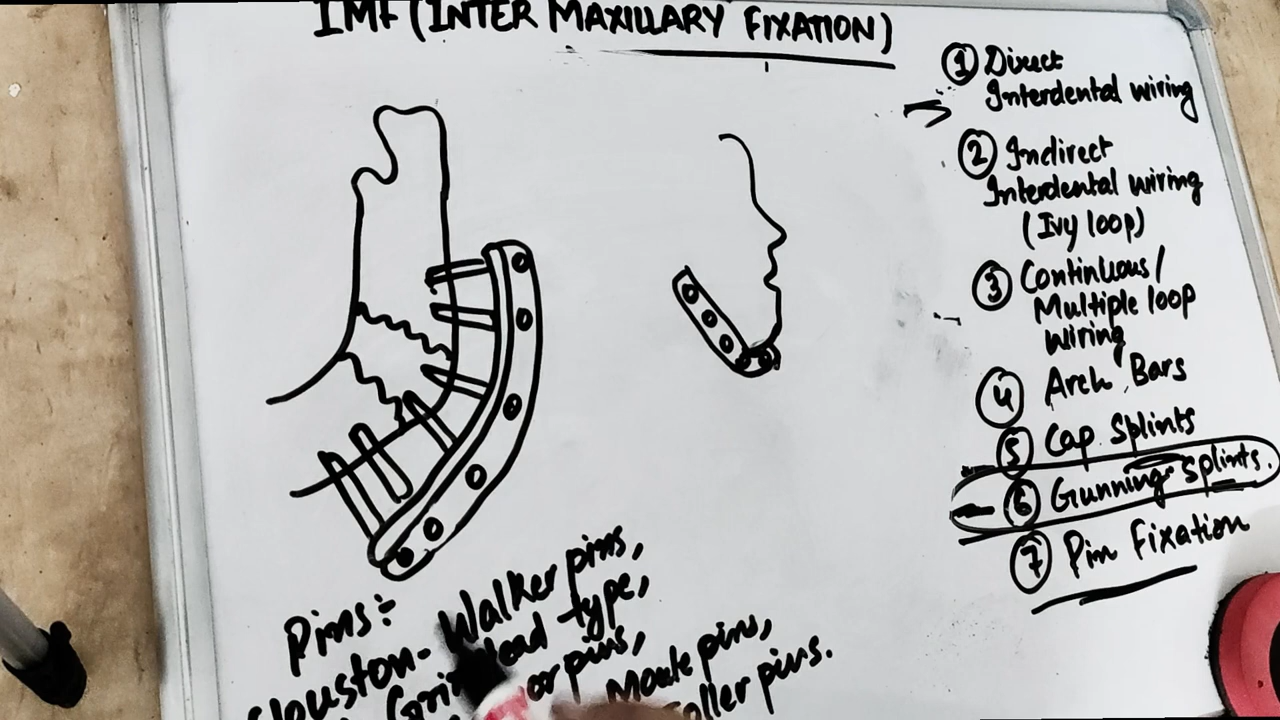 IMF (INTER MAXILLARY FIXATION)
① Direct
Interdental wiring
② Indirect
Interdental wiring
(Ivy loop)
③ Continuous/
Multiple loop
wiring
④ Arch Bars
⑤ Cap Splints
⑥ Gunning Splints.
⑦ Pin Fixation
Pins:-
Clouston- Walker pins,
type,
pins,
Moule pins,
pins.